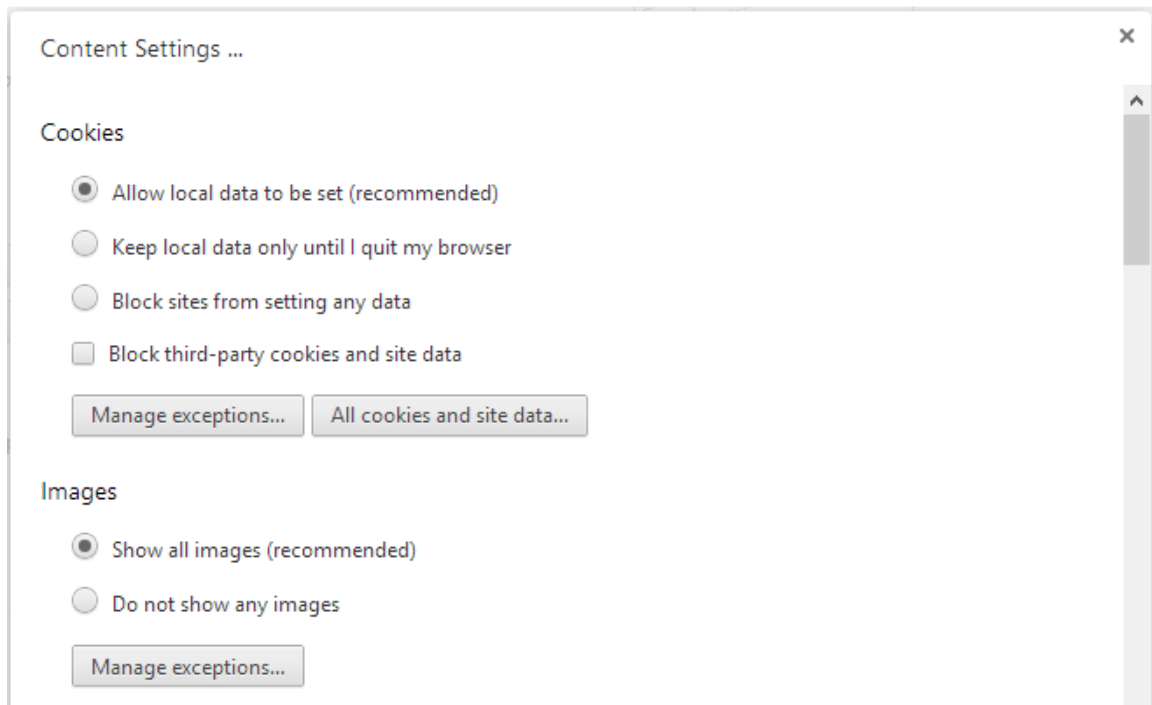 Content Settings ...
Cookies
Allow local data to be set (recommended)
Keep local data only until I quit my browser
Block sites from setting any data
Block third-party cookies and site data
Manage exceptions... All cookies and site data...
Images
Show all images (recommended)
Do not show any images
Manage exceptions...